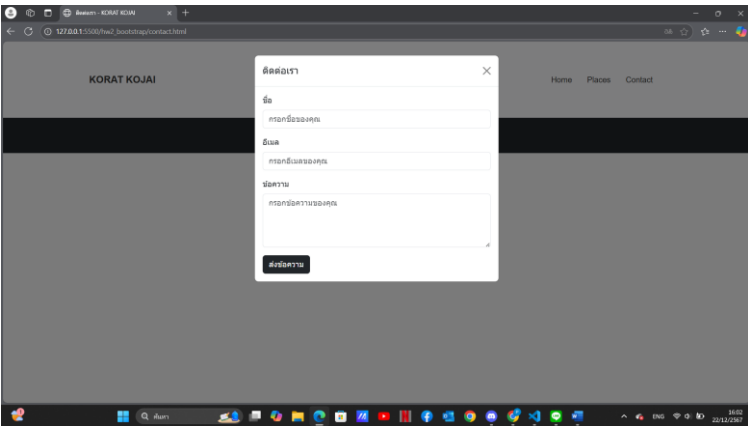 ติดต่อเรา - KORAT KOJAI
127.0.0.1:5500/hw2_bootstrap/contact.html
KORAT KOJAI
Home Places Contact
ติดต่อเรา
ชื่อ
กรอกชื่อของคุณ
อีเมล
กรอกอีเมลของคุณ
ข้อความ
กรอกข้อความของคุณ
ส่งข้อความ
ค้นหา
ENG
16:02
22/12/2567